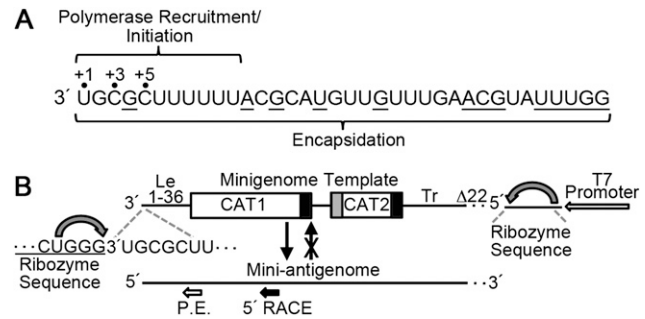 A
Polymerase Recruitment/
Initiation
+1 +3 +5
3´ UGCGCUUUUUUACGCAUGUUGUUUGAACGUAUUUGG
Encapsidation
B
Le
1-36
Minigenome Template
T7
Promoter
3´ CAT1 CAT2 Tr Δ22 5´
···CUGGG3´UGCGCUU···
Ribozyme
Sequence
Ribozyme
Sequence
X
Mini-antigenome
5´ ··3´
P.E. 5´ RACE